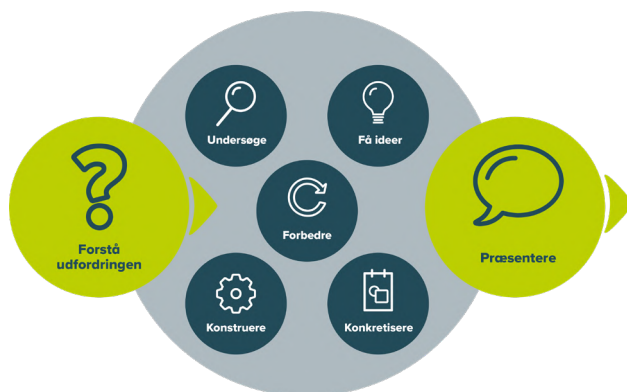 Undersøge
Få ideer
Forstå
udfordringen
Forbedre
Præsentere
Konstruere
Konkretisere